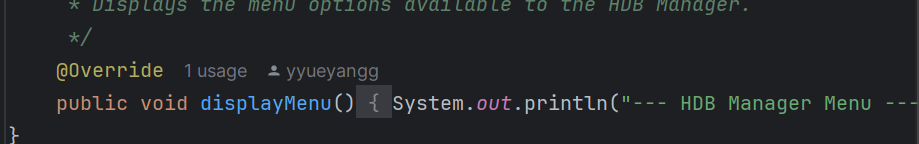 * Displays the menu options available to the HDB Manager.
*/
@Override 1 usage yyueyangg
public void displayMenu() { System.out.println("--- HDB Manager Menu ---
}